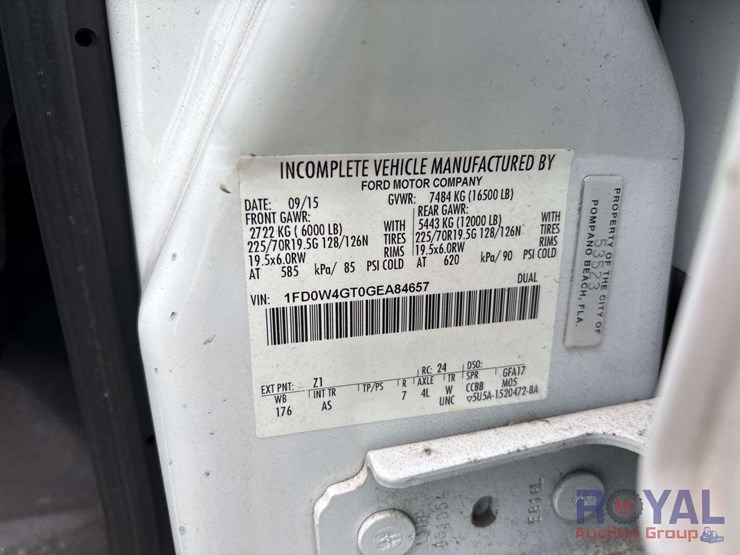 INCOMPLETE VEHICLE MANUFACTURED BY
FORD MOTOR COMPANY
DATE: 09/15 GVWR: 7484 KG (16500 LB)
FRONT GAWR: REAR GAWR:
2722 KG ( 6000 LB) WITH 5443 KG (12000 LB) WITH
225/70R19.5G 128/126N TIRES 225/70R19.5G 128/126N TIRES
19.5x6.0RW RIMS 19.5x6.0RW RIMS
AT 585 kPa/ 85 PSI COLD AT 620 kPa/ 90 PSI COLD
DUAL
VIN: 1FD0W4GT0GEA84657
EXT PNT: Z1 RC: 24 DSO:
WB INT TR TP/PS R AXLE TR SPR GFA17
176 AS 7 4L W CCBB M05
UNC ▽5U5A-1520472-BA
PROPERTY OF THE CITY OF
53523
POMPANO BEACH, FLA.
ROYAL
Auction Group